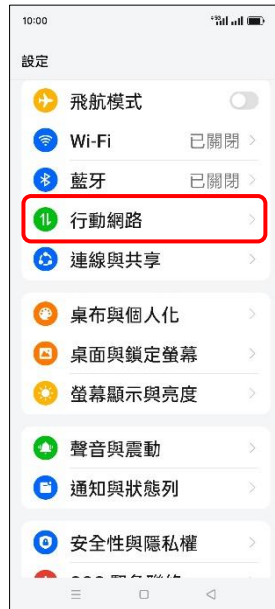 10:00
設定
飛航模式
Wi-Fi 已關閉
藍牙 已關閉
行動網路
連線與共享
桌布與個人化
桌面與鎖定螢幕
螢幕顯示與亮度
聲音與震動
通知與狀態列
安全性與隱私權